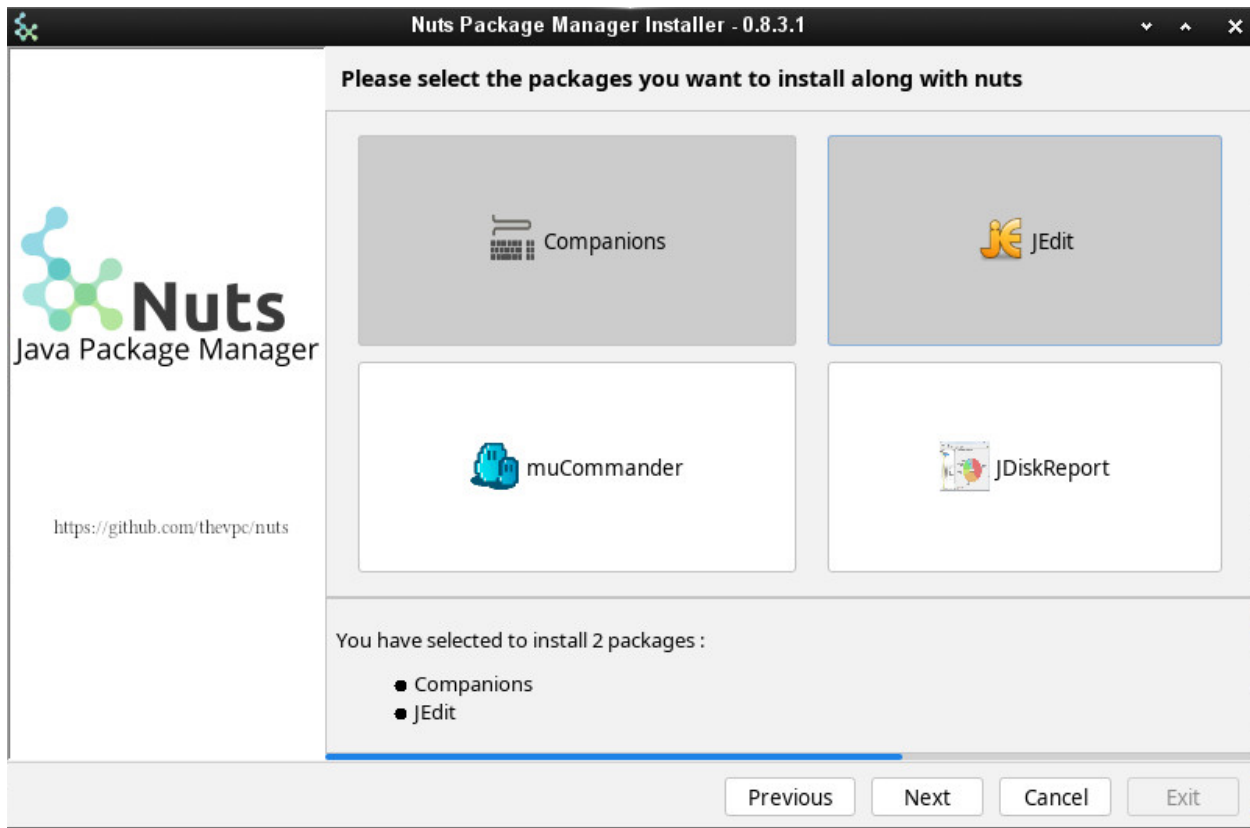 Nuts Package Manager Installer - 0.8.3.1
Nuts
Java Package Manager
https://github.com/thevpc/nuts
Please select the packages you want to install along with nuts
Companions
JEdit
muCommander
JDiskReport
You have selected to install 2 packages :
Companions
JEdit
Previous
Next
Cancel
Exit